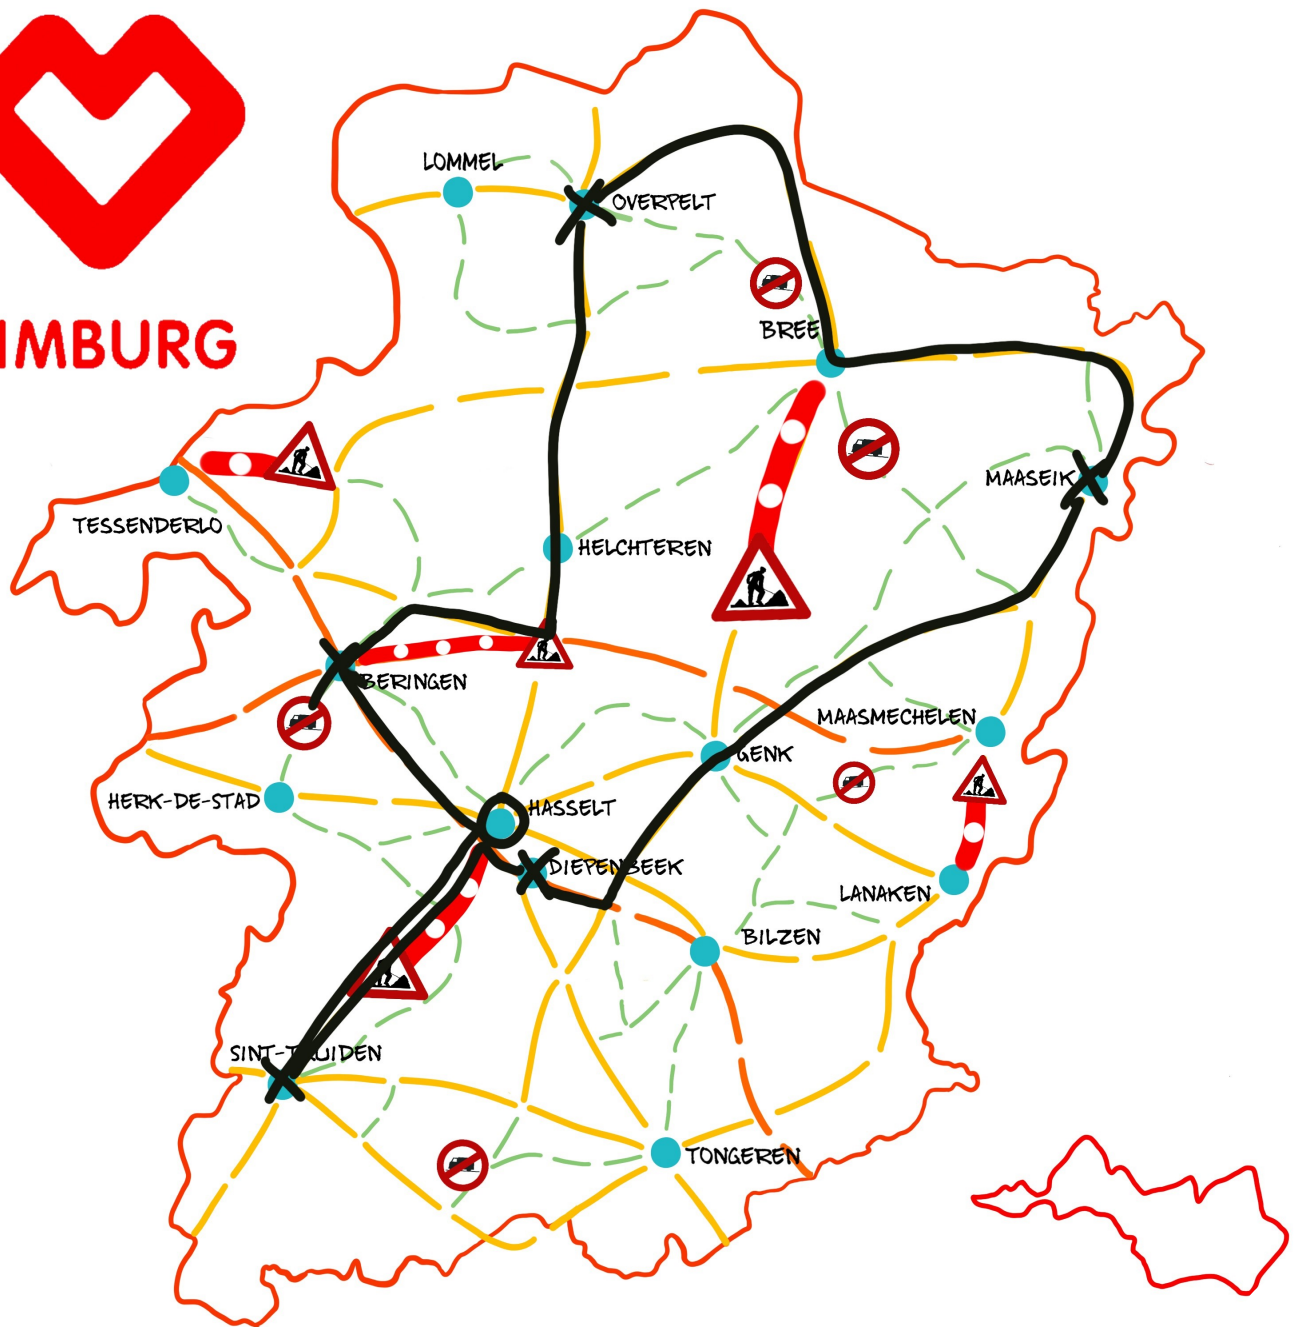 IMBURG
LOMMEL
OVERPELT
BREE
MAASEIK
TESSENDERLO
HELCHTEREN
BERINGEN
MAASMECHELEN
GENK
HERK-DE-STAD
HASSELT
DIEPENBEEK
LANAKEN
BILZEN
SINT-TRUIDEN
TONGEREN